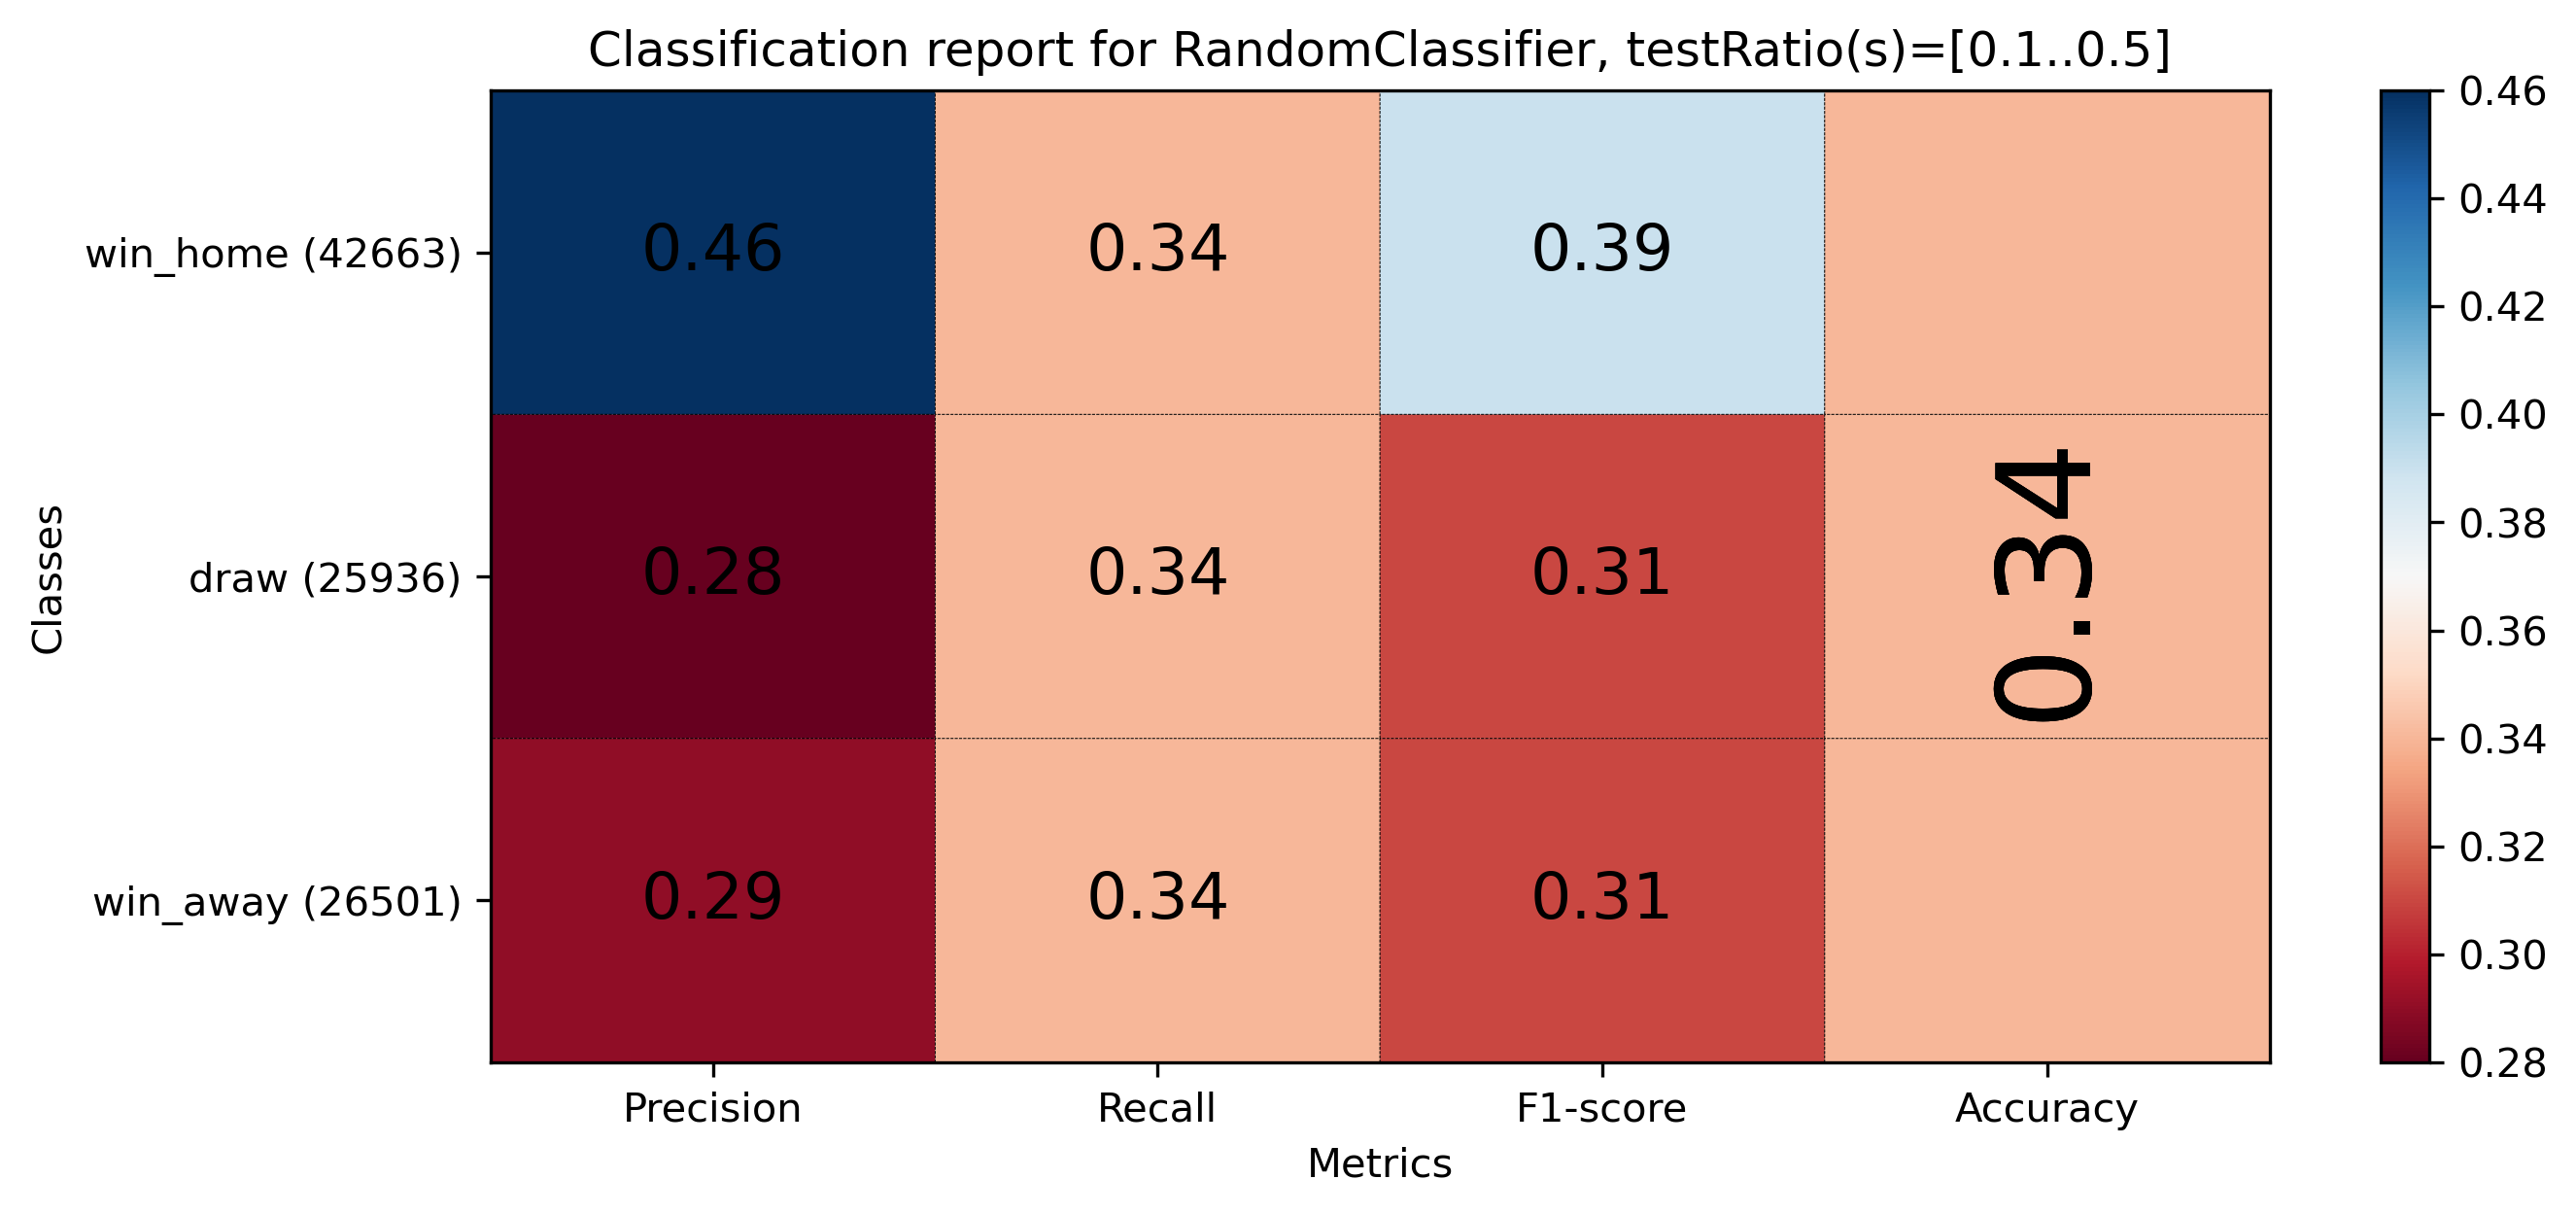 Classification report for RandomClassifier, testRatio(s)=[0.1..0.5]
Classes
win_home (42663)
0.46 0.34 0.39
draw (25936)
0.28 0.34 0.31
0.34
win_away (26501)
0.29 0.34 0.31
Precision Recall F1-score Accuracy
Metrics
0.46
0.44
0.42
0.40
0.38
0.36
0.34
0.32
0.30
0.28